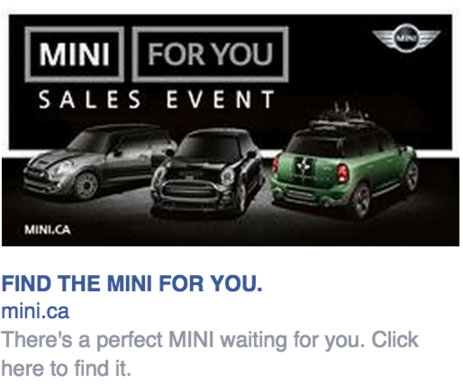 MINI FOR YOU
SALES EVENT
MINI
MINI.CA
FIND THE MINI FOR YOU.
mini.ca
There's a perfect MINI waiting for you. Click
here to find it.